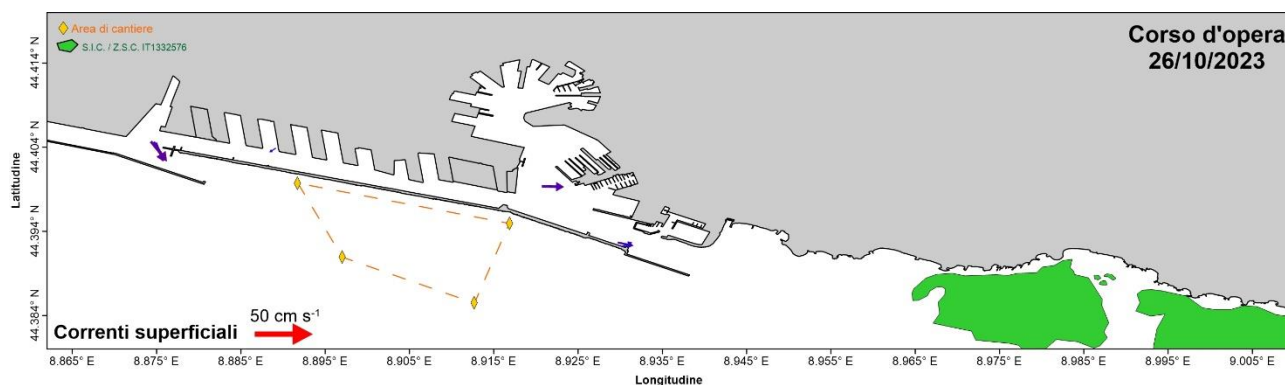 Area di cantiere
S.I.C. / Z.S.C. IT1332576
Corso d'opera
26/10/2023
Latitudine
44.414° N
44.404° N
44.394° N
44.384° N
Correnti superficiali
50 cm s⁻¹
8.865° E 8.875° E 8.885° E 8.895° E 8.905° E 8.915° E 8.925° E 8.935° E 8.945° E 8.955° E 8.965° E 8.975° E 8.985° E 8.995° E 9.005° E
Longitudine